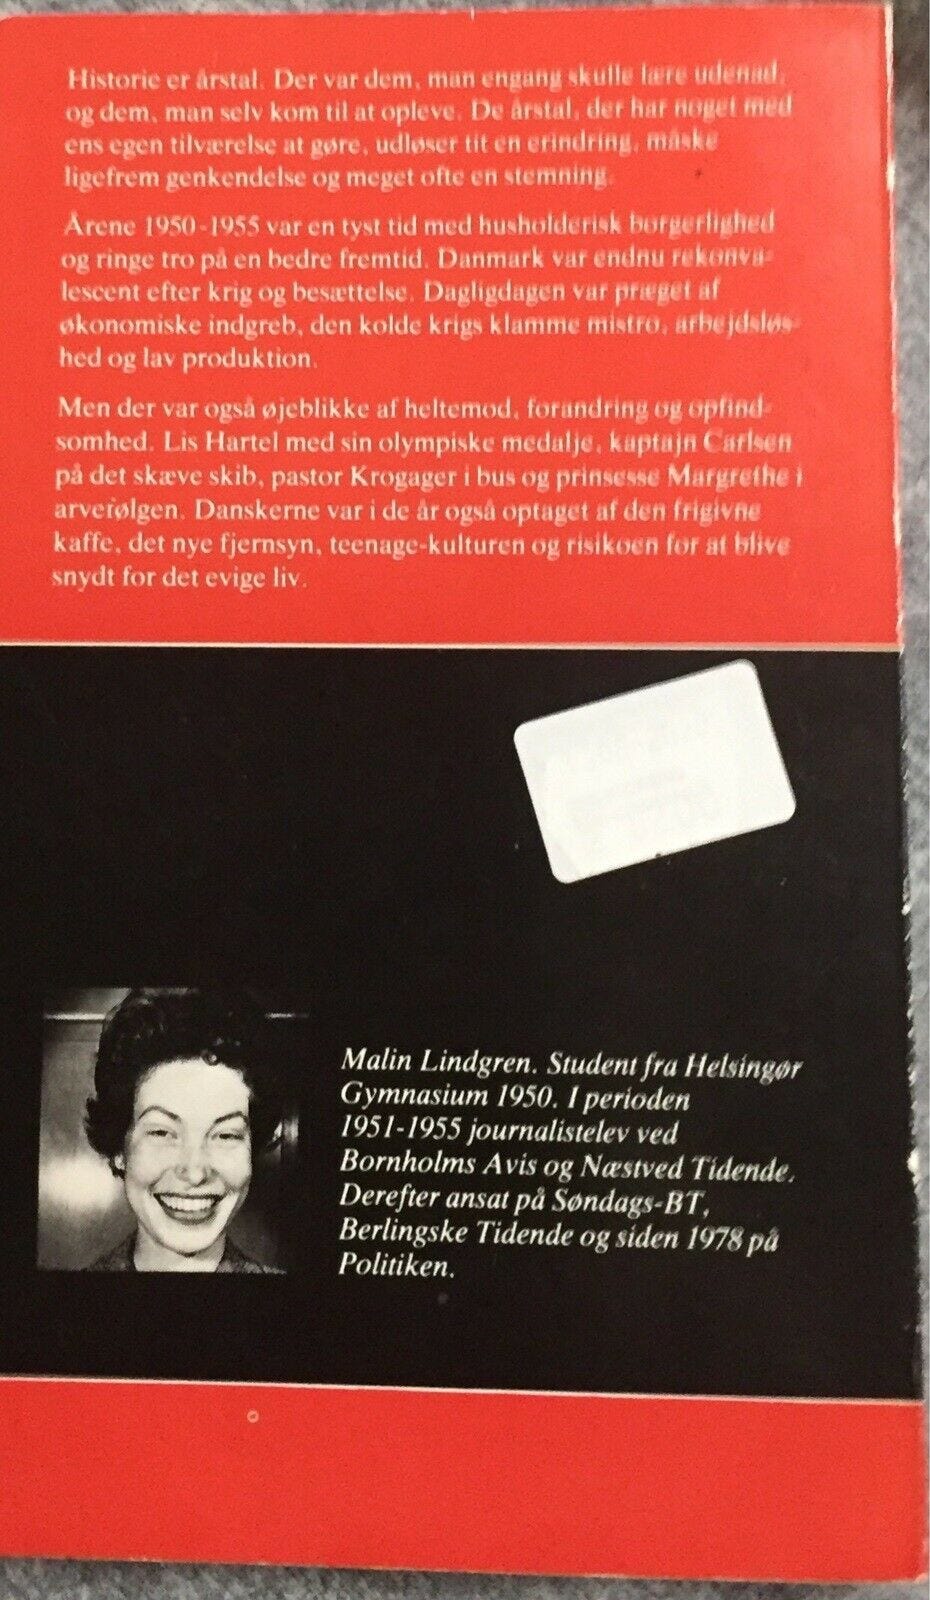 Historie er årstal. Der var dem, man engang skulle lære udenad,
og dem, man selv kom til at opleve. De årstal, der har noget med
ens egen tilværelse at gøre, udløser tit en erindring, måske
ligefrem genkendelse og meget ofte en stemning.
Årene 1950-1955 var en tyst tid med husholderisk borgerlighed
og ringe tro på en bedre fremtid. Danmark var endnu rekonva-
lescent efter krig og besættelse. Dagligdagen var præget af
økonomiske indgreb, den kolde krigs klamme mistro, arbejdsløs-
hed og lav produktion.
Men der var også øjeblikke af heltemod, forandring og opfind-
somhed. Lis Hartel med sin olympiske medalje, kaptajn Carlsen
på det skæve skib, pastor Krogager i bus og prinsesse Margrethe i
arvefølgen. Danskerne var i de år også optaget af den frigivne
kaffe, det nye fjernsyn, teenage-kulturen og risikoen for at blive
snydt for det evige liv.
Malin Lindgren. Student fra Helsingør
Gymnasium 1950. I perioden
1951-1955 journalistelev ved
Bornholms Avis og Næstved Tidende.
Derefter ansat på Søndags-BT,
Berlingske Tidende og siden 1978 på
Politiken.